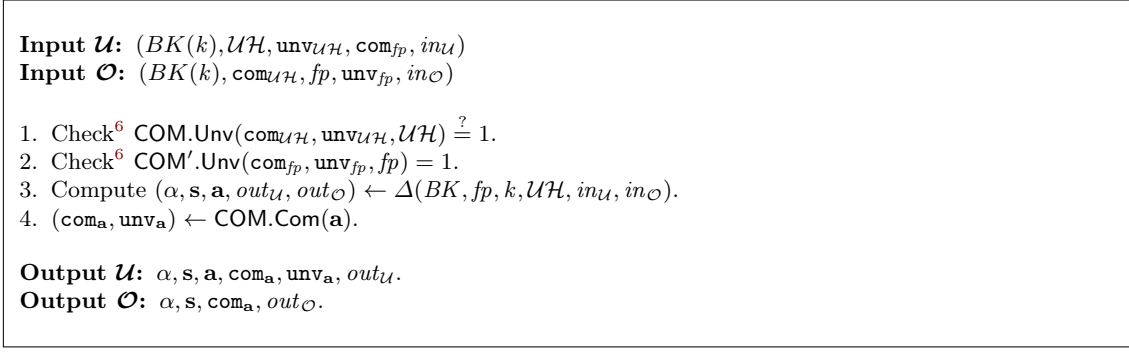 Input 𝓤: (BK(k), 𝒰ℋ, unv_𝒰ℋ, com_fp, in_𝒰)
Input 𝓞: (BK(k), com_𝒰ℋ, fp, unv_fp, in_𝒪)
1. Check⁶ COM.Unv(com_𝒰ℋ, unv_𝒰ℋ, 𝒰ℋ) ≟ 1.
2. Check⁶ COM′.Unv(com_fp, unv_fp, fp) = 1.
3. Compute (α, s, a, out_𝒰, out_𝒪) ← Δ(BK, fp, k, 𝒰ℋ, in_𝒰, in_𝒪).
4. (com_a, unv_a) ← COM.Com(a).
Output 𝓤: α, s, a, com_a, unv_a, out_𝒰.
Output 𝓞: α, s, com_a, out_𝒪.